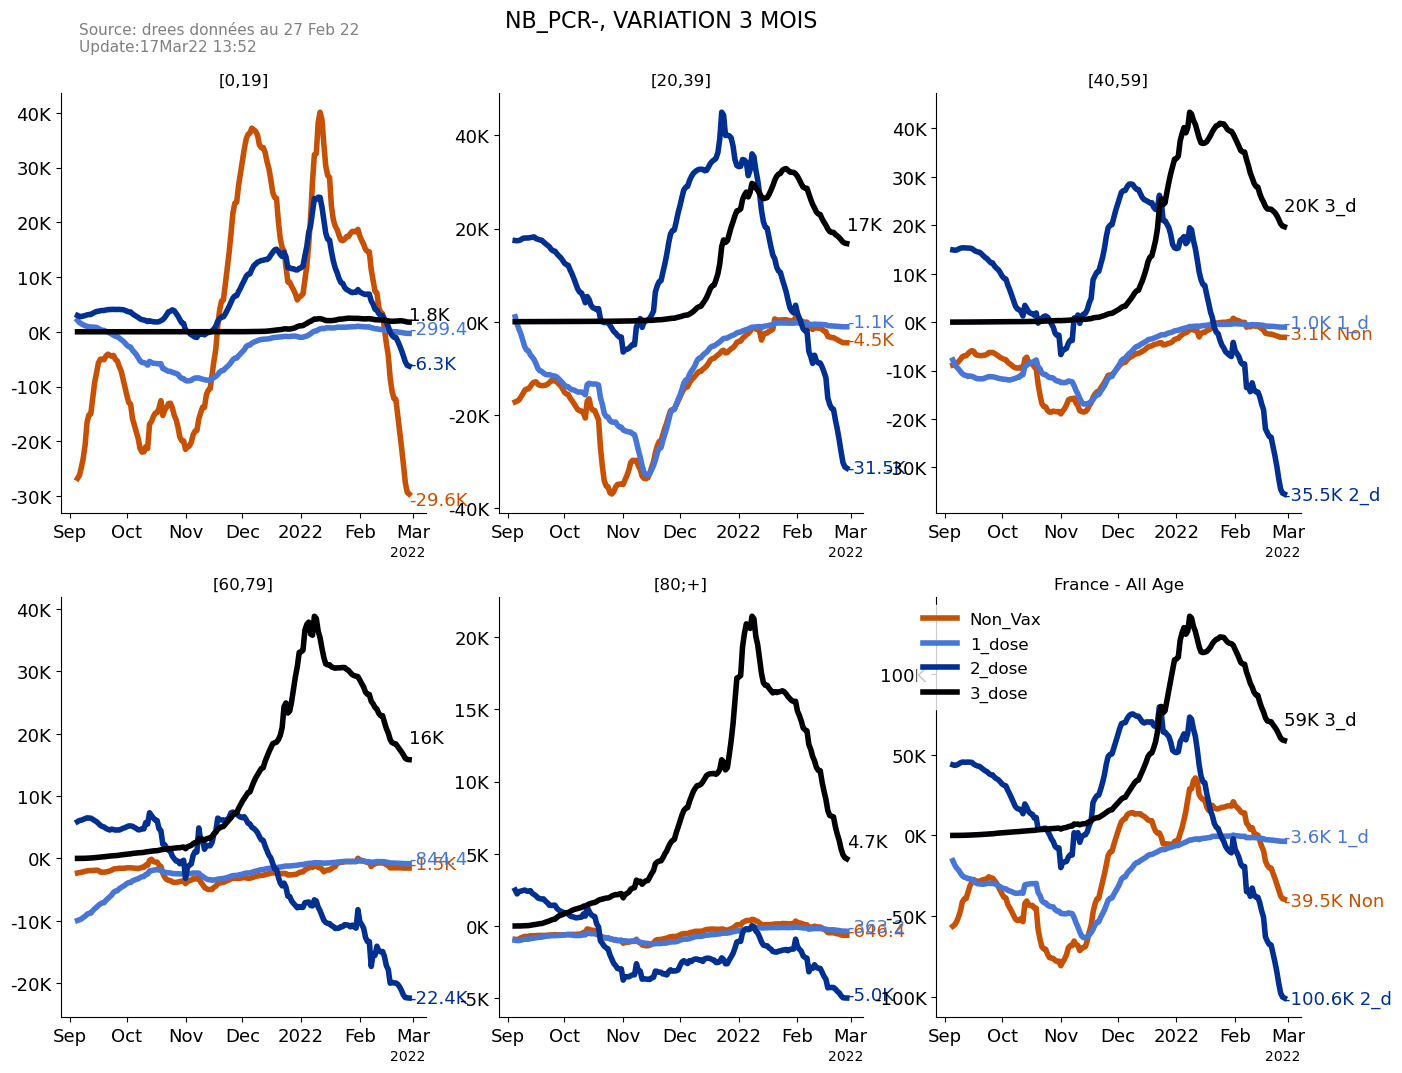 NB_PCR-, VARIATION 3 MOIS
Source: drees données au 27 Feb 22
Update:17Mar22 13:52
[0,19]
40K
30K
20K
10K
0K
-10K
-20K
-30K
1.8K
-299.4
-6.3K
-29.6K
Sep Oct Nov Dec 2022 Feb Mar
2022
[20,39]
40K
20K
0K
-20K
-40K
17K
-1.1K
-4.5K
-31.5K
Sep Oct Nov Dec 2022 Feb Mar
2022
[40,59]
40K
30K
20K
10K
0K
-10K
-20K
-30K
20K 3_d
-1.0K 1_d
-3.1K Non
-35.5K 2_d
Sep Oct Nov Dec 2022 Feb Mar
2022
[60,79]
40K
30K
20K
10K
0K
-10K
-20K
16K
-844.4
-1.5K
-22.4K
Sep Oct Nov Dec 2022 Feb Mar
2022
[80;+]
20K
15K
10K
5K
0K
-5K
4.7K
-646.4
-5.0K
Sep Oct Nov Dec 2022 Feb Mar
2022
France - All Age
Non_Vax
1_dose
2_dose
3_dose
100K
50K
0K
-50K
-100K
59K 3_d
-3.6K 1_d
-39.5K Non
-100.6K 2_d
Sep Oct Nov Dec 2022 Feb Mar
2022